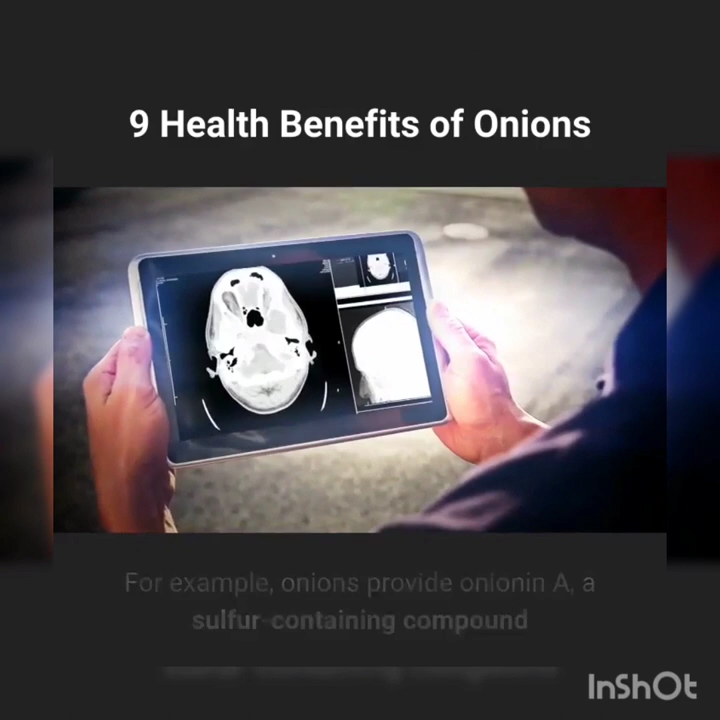 9 Health Benefits of Onions
For example, onions provide onionin A, a
sulfur-containing compound
InShOt